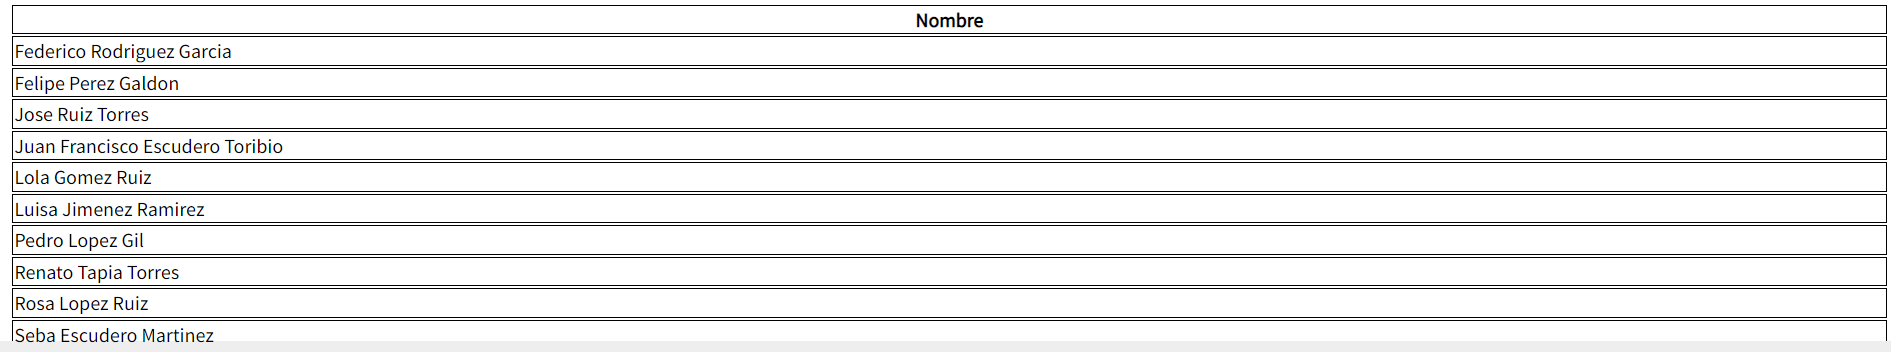 Nombre
Federico Rodriguez Garcia
Felipe Perez Galdon
Jose Ruiz Torres
Juan Francisco Escudero Toribio
Lola Gomez Ruiz
Luisa Jimenez Ramirez
Pedro Lopez Gil
Renato Tapia Torres
Rosa Lopez Ruiz
Seba Escudero Martinez